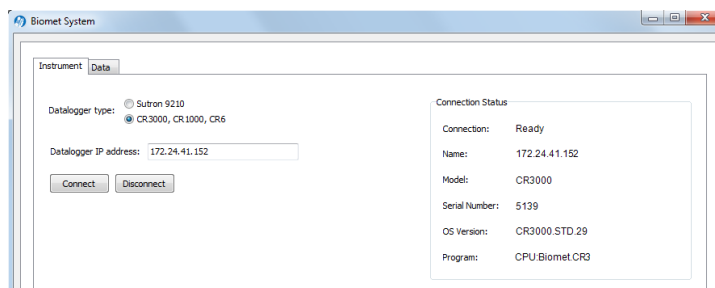 Biomet System
Instrument Data
Datalogger type: Sutron 9210
CR3000, CR1000, CR6
Datalogger IP address: 172.24.41.152
Connect Disconnect
Connection Status
Connection: Ready
Name: 172.24.41.152
Model: CR3000
Serial Number: 5139
OS Version: CR3000.STD.29
Program: CPU:Biomet.CR3